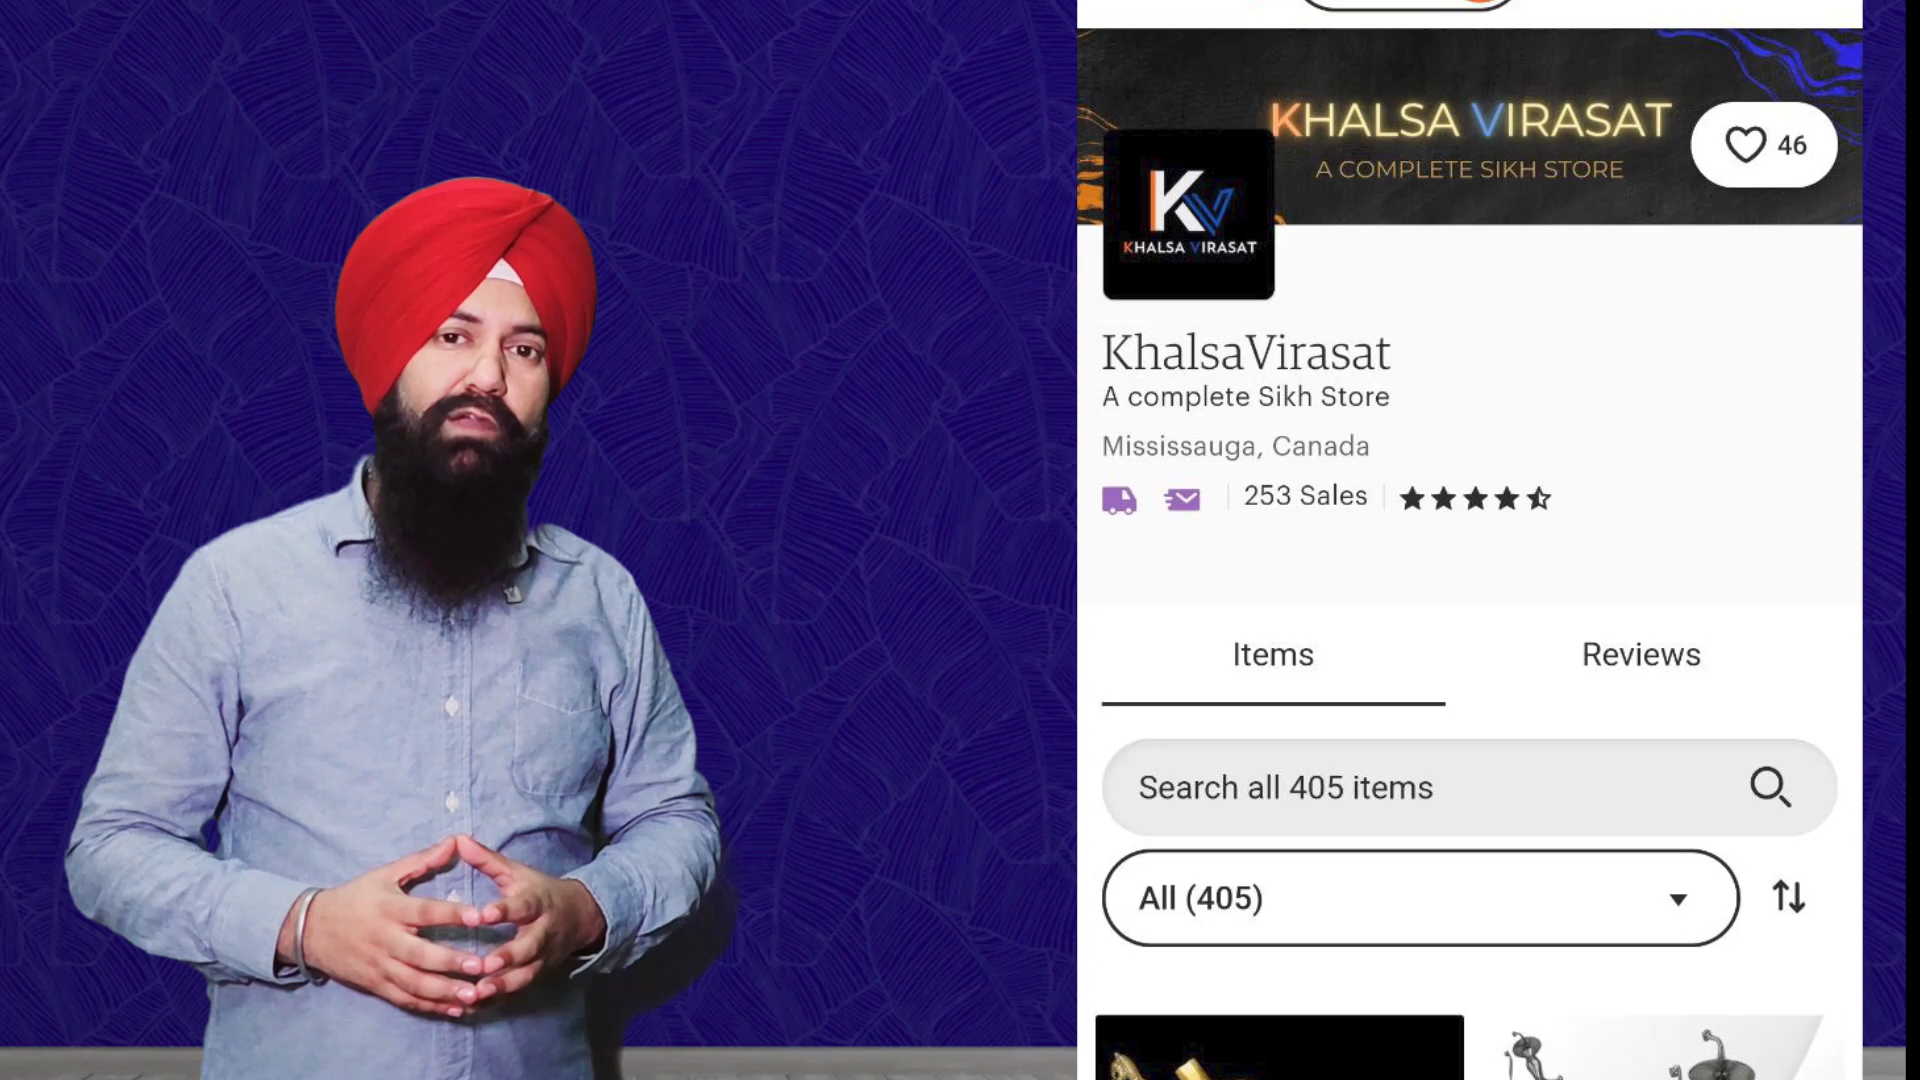 KHALSA VIRASAT
A COMPLETE SIKH STORE
46
KV
KHALSA VIRASAT
KhalsaVirasat
A complete Sikh Store
Mississauga, Canada
253 Sales
Items
Reviews
Search all 405 items
All (405)